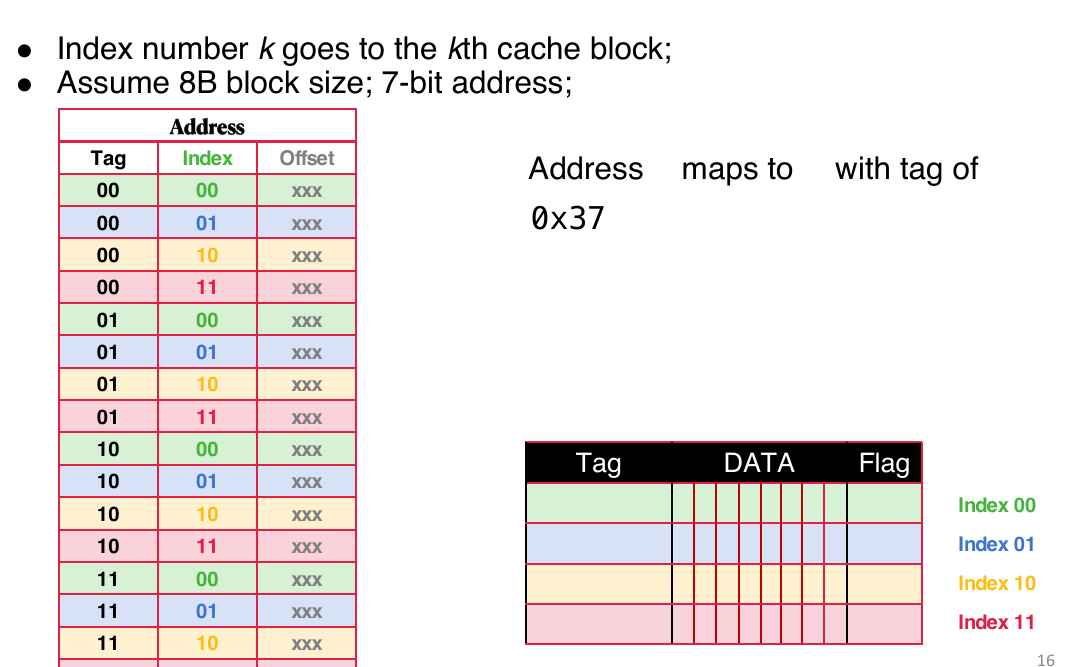 ● Index number k goes to the kth cache block;
● Assume 8B block size; 7-bit address;
Address
Tag Index Offset
00 00 xxx
00 01 xxx
00 10 xxx
00 11 xxx
01 00 xxx
01 01 xxx
01 10 xxx
01 11 xxx
10 00 xxx
10 01 xxx
10 10 xxx
10 11 xxx
11 00 xxx
11 01 xxx
11 10 xxx
Address maps to with tag of
0x37
Tag DATA Flag
Index 00
Index 01
Index 10
Index 11
16